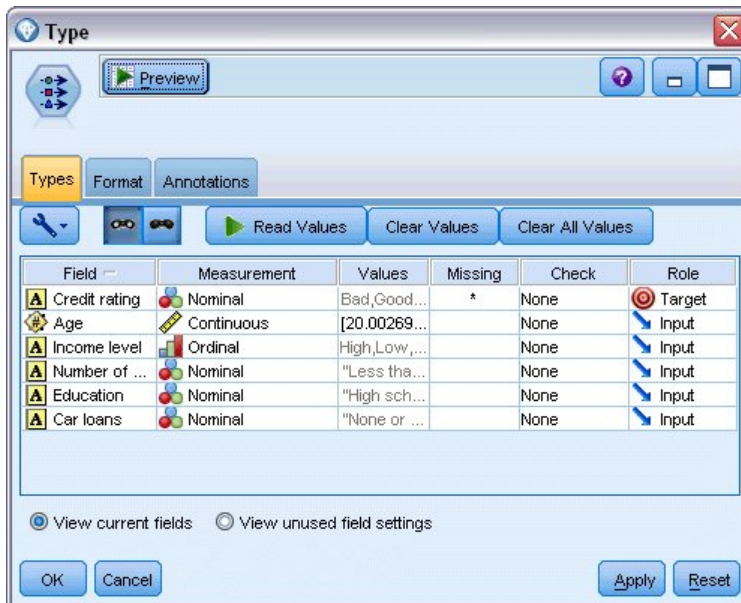 Type
Preview
Types Format Annotations
Read Values Clear Values Clear All Values
Field Measurement Values Missing Check Role
A Credit rating Nominal Bad,Good... * None Target
# Age Continuous [20.00269... None Input
A Income level Ordinal High,Low,... None Input
A Number of ... Nominal "Less tha... None Input
A Education Nominal "High sch... None Input
A Car loans Nominal "None or ... None Input
View current fields View unused field settings
OK Cancel Apply Reset